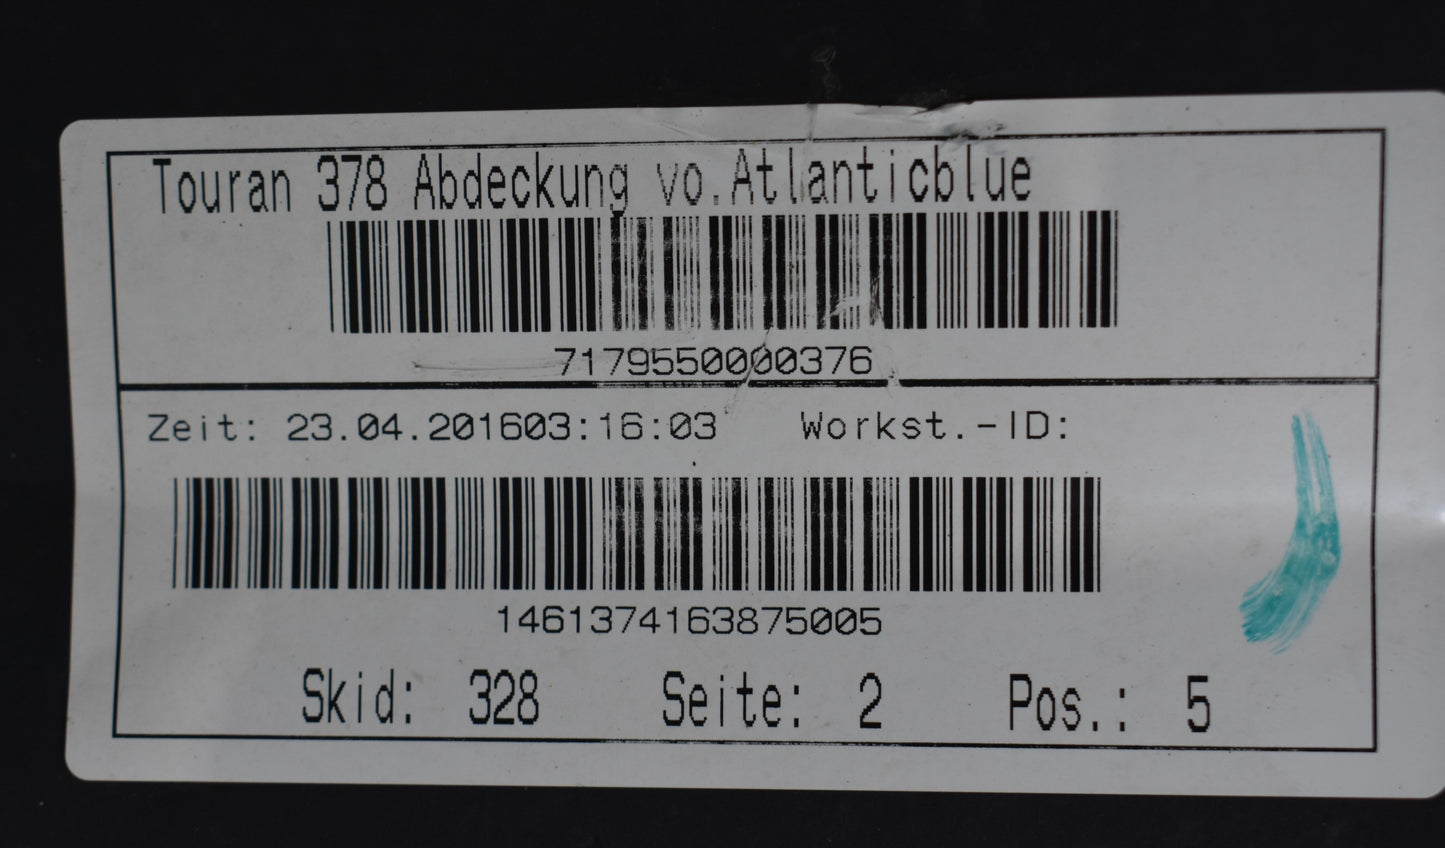 Touran 378 Abdeckung vo.Atlanticblue
7179550000376
Zeit: 23.04.201603:16:03 Workst.-ID:
1461374163875005
Skid: 328 Seite: 2 Pos.: 5